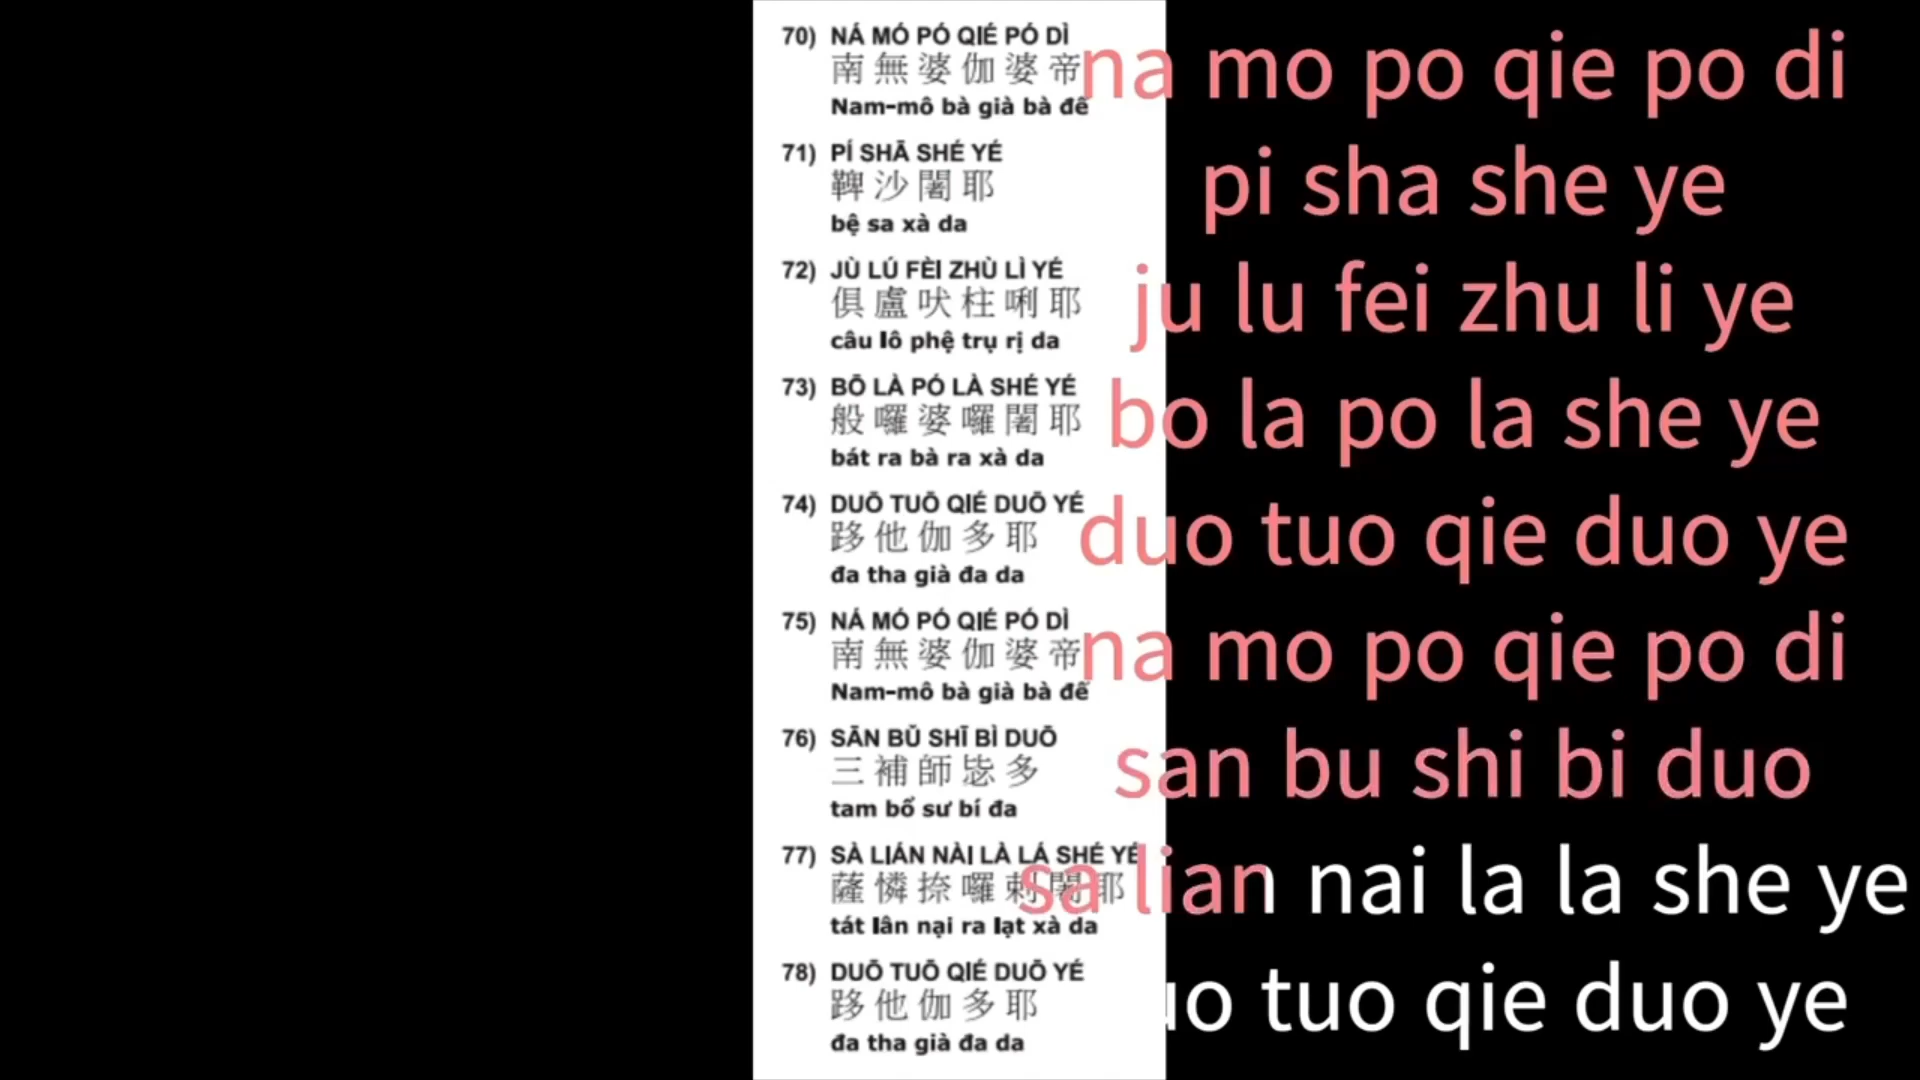 70) NÁ MÓ PÓ QIÉ PÓ DÌ
南 無 婆 伽 婆 帝
Nam-mô bà già bà đế
71) PÍ SHĀ SHÉ YÉ
鞞 沙 闍 耶
bệ sa xà da
72) JÙ LÚ FÈI ZHÙ LÌ YÉ
俱 盧 吠 柱 唎 耶
câu lô phệ trụ rị da
73) BŌ LÀ PÓ LÀ SHÉ YÉ
般 囉 婆 囉 闍 耶
bát ra bà ra xà da
74) DUŌ TUŌ QIÉ DUŌ YÉ
跢 他 伽 多 耶
đa tha già đa da
75) NÁ MÓ PÓ QIÉ PÓ DÌ
南 無 婆 伽 婆 帝
Nam-mô bà già bà đế
76) SĀN BǓ SHĪ BÌ DUŌ
三 補 師 毖 多
tam bổ sư bí đa
77) SÀ LIÁN NÀI LÀ LÁ SHÉ YÉ
薩 憐 捺 囉 剌 闍 耶
tát lân nại ra lạt xà da
78) DUŌ TUŌ QIÉ DUŌ YÉ
跢 他 伽 多 耶
đa tha già đa da
na mo po qie po di
pi sha she ye
ju lu fei zhu li ye
bo la po la she ye
duo tuo qie duo ye
na mo po qie po di
san bu shi bi duo
sa lian nai la la she ye
uo tuo qie duo ye